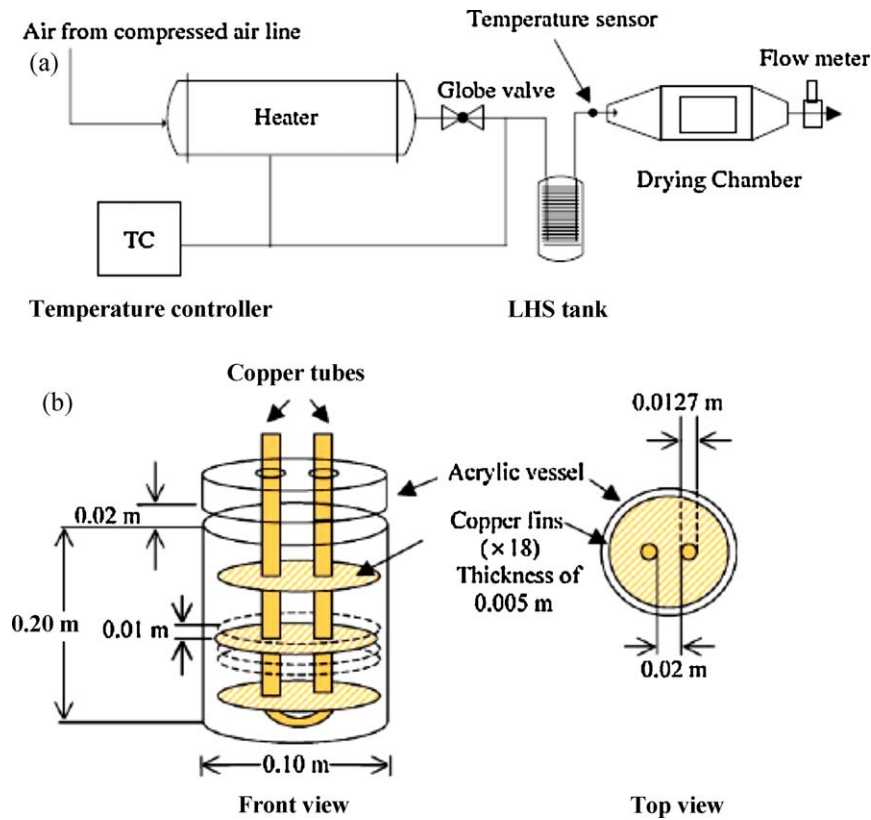 Air from compressed air line
(a)
Temperature sensor
Flow meter
Globe valve
Heater
Drying Chamber
TC
Temperature controller
LHS tank
(b)
Copper tubes
0.0127 m
Acrylic vessel
0.02 m
Copper fins
(×18)
Thickness of
0.005 m
0.20 m
0.01 m
0.02 m
0.10 m
Front view
Top view